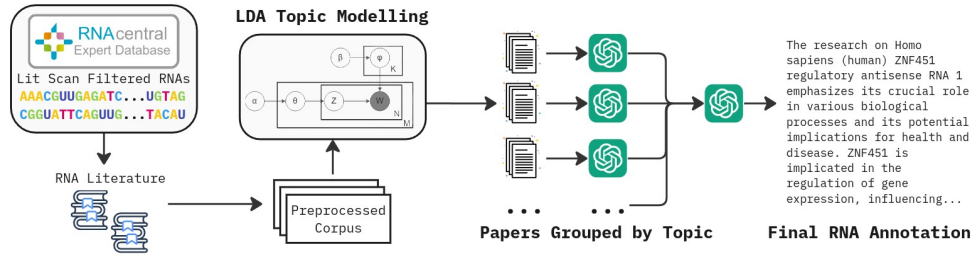 RNAcentral
Expert Database
Lit Scan Filtered RNAs
AAACGUUGAGATC...UGTAG
CGGUATTCAGUUG...TACAU
RNA Literature
LDA Topic Modelling
β
φ
K
α
θ
Z
W
N
M
Preprocessed
Corpus
...
...
Papers Grouped by Topic
The research on Homo
sapiens (human) ZNF451
regulatory antisense RNA 1
emphasizes its crucial role
in various biological
processes and its potential
implications for health and
disease. ZNF451 is
implicated in the
regulation of gene
expression, influencing...
Final RNA Annotation